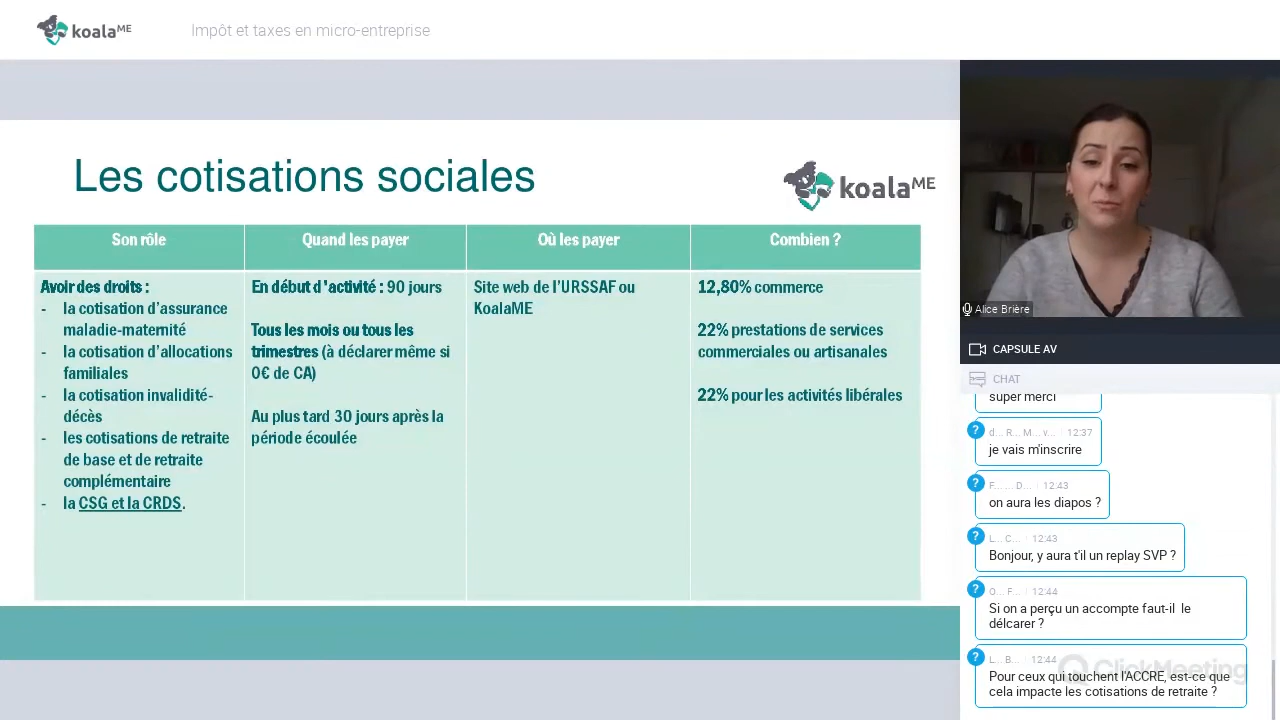 koalaME
Impôt et taxes en micro-entreprise
Les cotisations sociales
koalaME
Son rôle
Quand les payer
Où les payer
Combien ?
Avoir des droits :
- la cotisation d'assurance
maladie-maternité
- la cotisation d'allocations
familiales
- la cotisation invalidité-
décès
- les cotisations de retraite
de base et de retraite
complémentaire
- la CSG et la CRDS.
En début d'activité : 90 jours
Tous les mois ou tous les
trimestres (à déclarer même si
0€ de CA)
Au plus tard 30 jours après la
période écoulée
Site web de l'URSSAF ou
KoalaME
12,80% commerce
22% prestations de services
commerciales ou artisanales
22% pour les activités libérales
Alice Brière
CAPSULE AV
CHAT
super merci
d... R... M... v... 12:37
je vais m'inscrire
F... ... D... 12:43
on aura les diapos ?
L... C... 12:43
Bonjour, y aura t'il un replay SVP ?
O... F... 12:44
Si on a perçu un accompte faut-il le
délcarer ?
L... B... 12:44
Pour ceux qui touchent l'ACCRE, est-ce que
cela impacte les cotisations de retraite ?
ClickMeeting